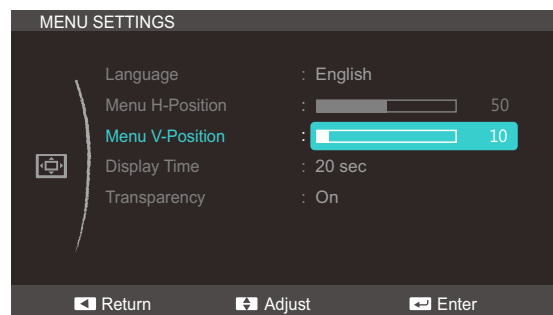 MENU SETTINGS
Language : English
Menu H-Position : 50
Menu V-Position : 10
Display Time : 20 sec
Transparency : On
Return Adjust Enter